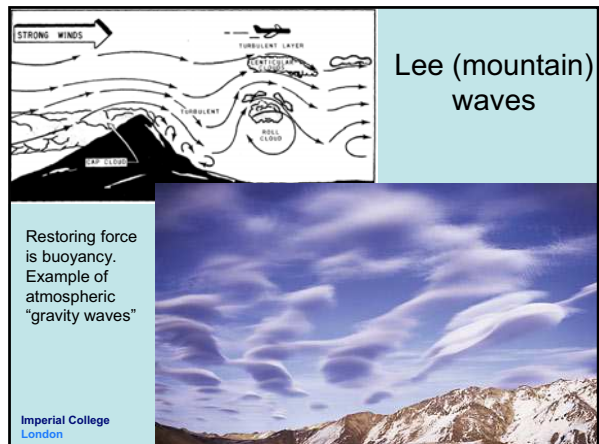 STRONG WINDS
TURBULENT LAYER
LENTICULAR
CLOUDS
TURBULENT
ROLL
CLOUD
CAP CLOUD
Lee (mountain)
waves
Restoring force
is buoyancy.
Example of
atmospheric
“gravity waves”
Imperial College
London